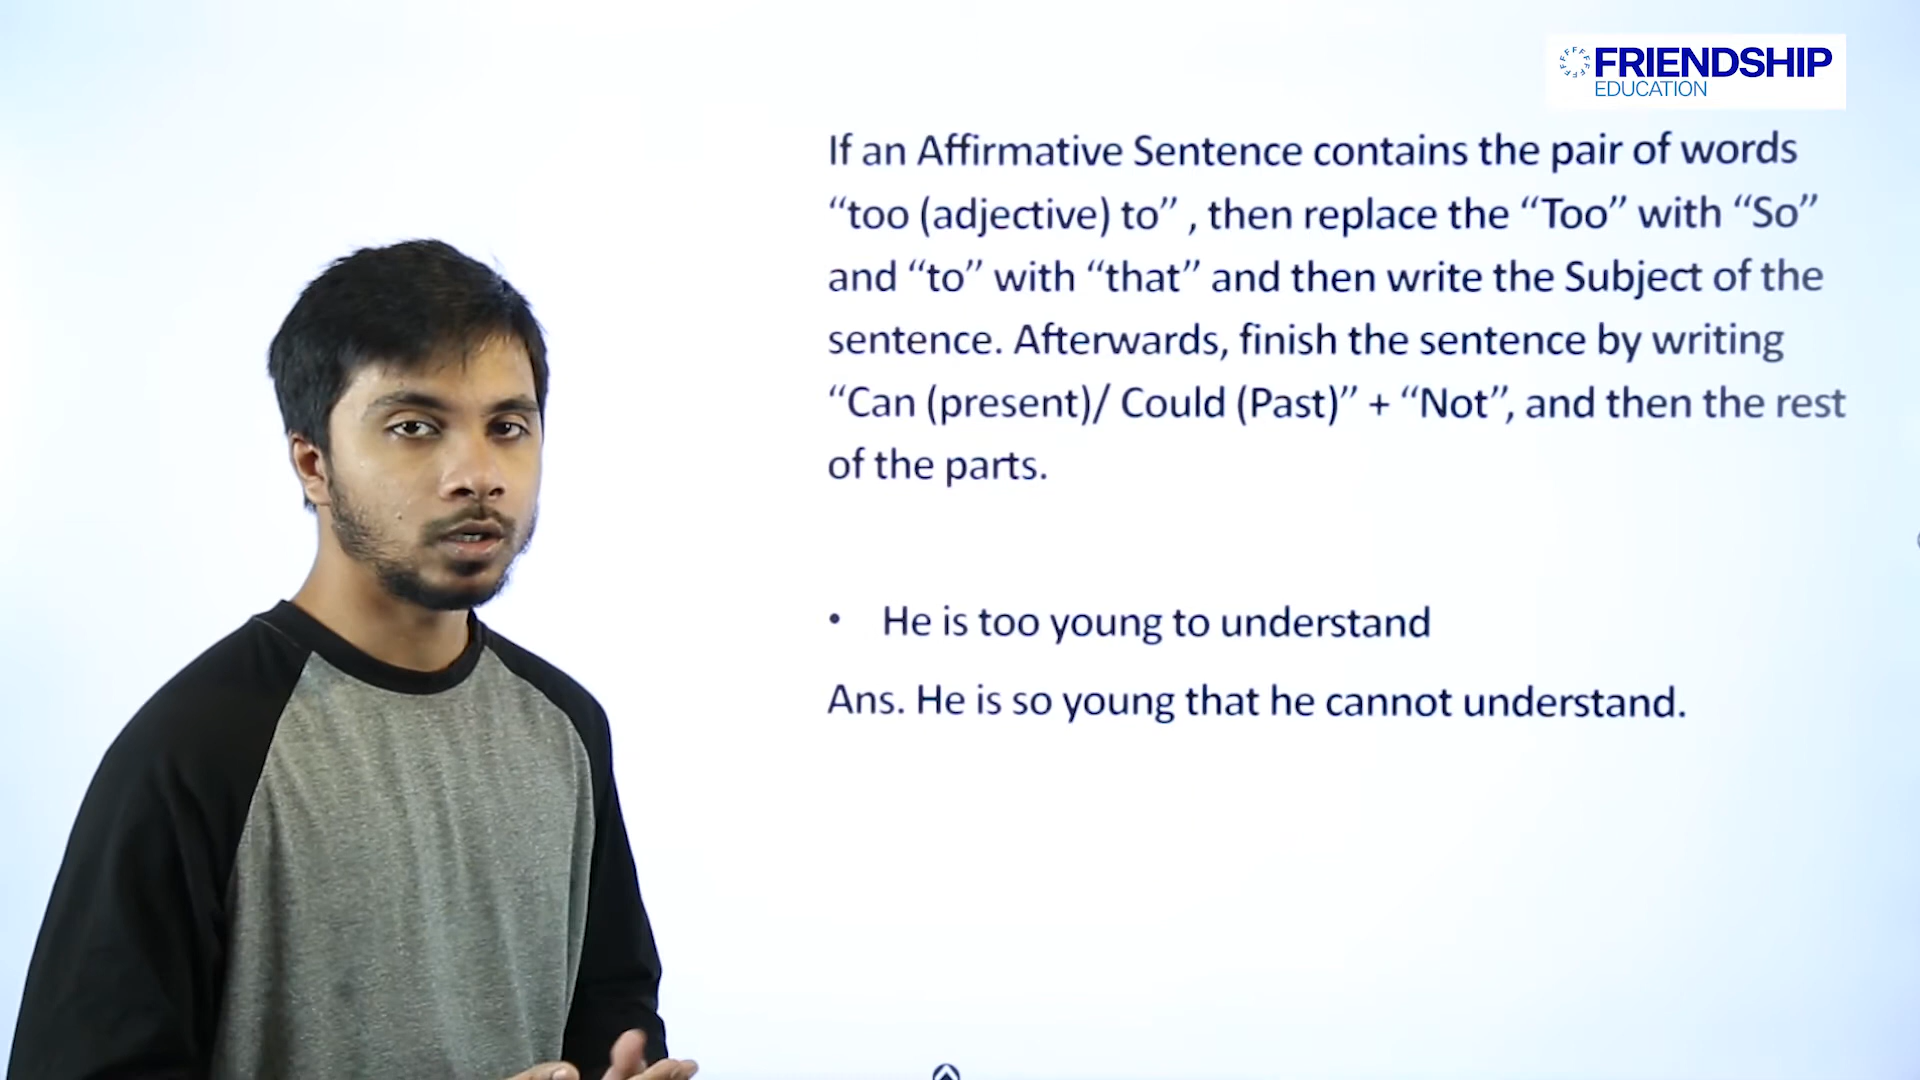 FRIENDSHIP
EDUCATION
If an Affirmative Sentence contains the pair of words
“too (adjective) to” , then replace the “Too” with “So”
and “to” with “that” and then write the Subject of the
sentence. Afterwards, finish the sentence by writing
“Can (present)/ Could (Past)” + “Not”, and then the rest
of the parts.
• He is too young to understand
Ans. He is so young that he cannot understand.